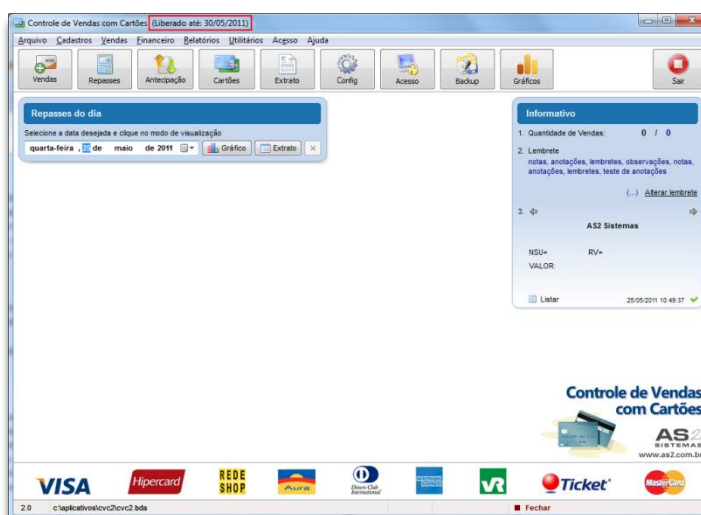 Controle de Vendas com Cartões (Liberado até: 30/05/2011)
Arquivo Cadastros Vendas Financeiro Relatórios Utilitários Acesso Ajuda
Vendas Repasses Antecipação Cartões Extrato Config Acesso Backup Gráficos Sair
Repasses do dia
Selecione a data desejada e clique no modo de visualização
quarta-feira , 25 de maio de 2011 Gráfico Extrato
Informativo
1. Quantidade de Vendas: 0 / 0
2. Lembrete
notas, anotações, lembretes, observações, notas,
anotações, lembretes, teste de anotações
(...) Alterar lembrete
3.
AS2 Sistemas
NSU= RV=
VALOR:
Listar 25/05/2011 10:49:37
Controle de Vendas
com Cartões
AS2
SISTEMAS
www.as2.com.br
VISA Hipercard REDE SHOP AURA Diners Club International VR Ticket MasterCard
2.0 c:\aplicativos\cvc2\cvc2.bda Fechar